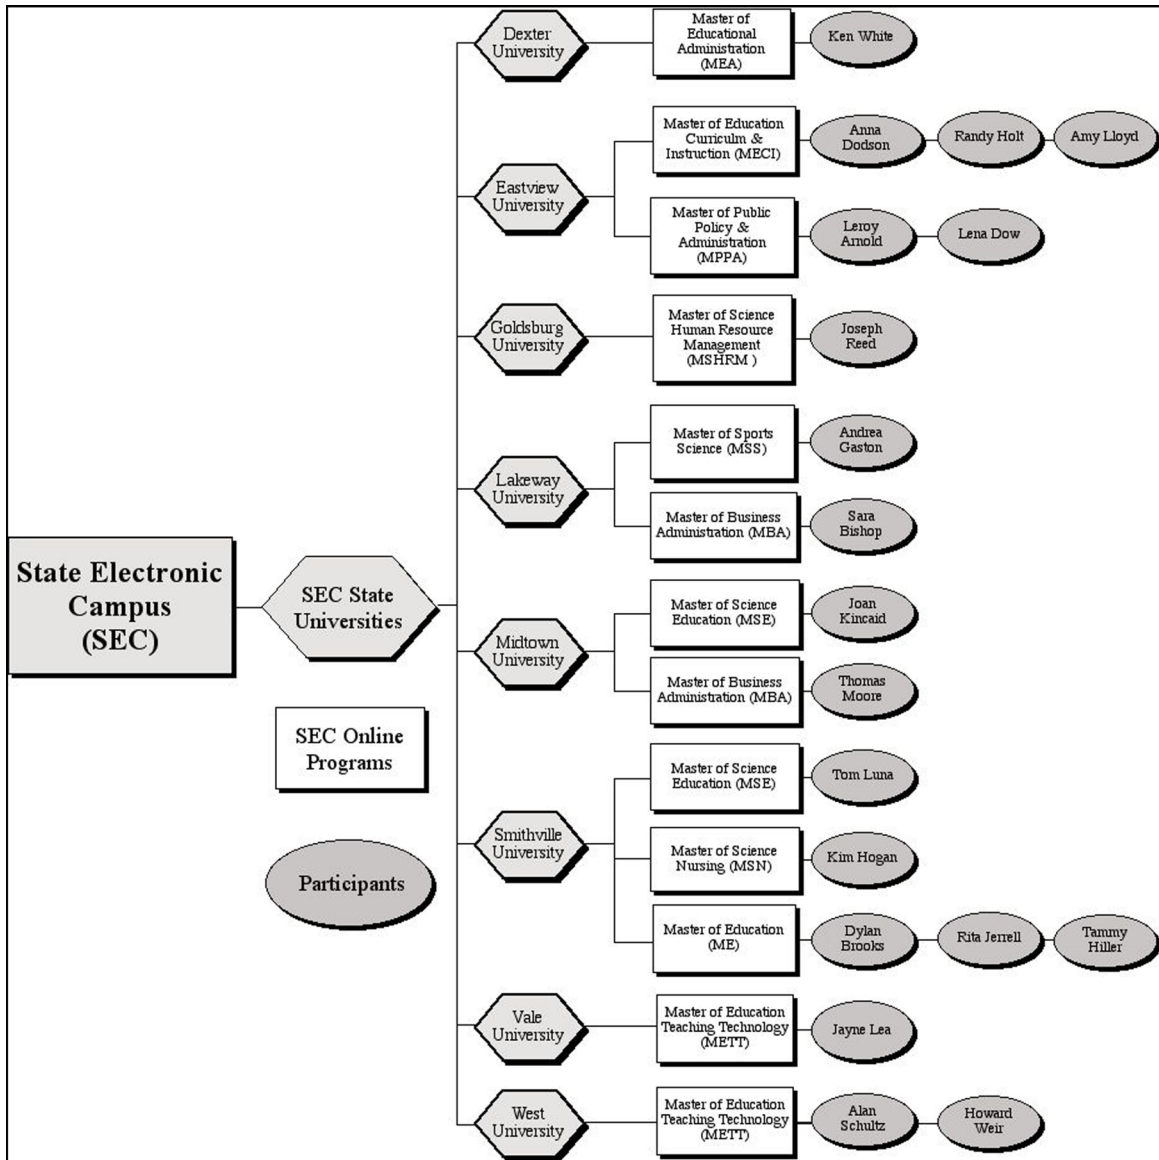 State Electronic
Campus
(SEC)
SEC State
Universities
SEC Online
Programs
Participants
Dexter
University
Master of
Educational
Administration
(MEA)
Ken White
Eastview
University
Master of Education
Curriculm &
Instruction (MECI)
Anna
Dodson
Randy Holt
Amy Lloyd
Master of Public
Policy &
Administration
(MPPA)
Leroy
Arnold
Lena Dow
Goldsburg
University
Master of Science
Human Resource
Management
(MSHRM )
Joseph
Reed
Lakeway
University
Master of Sports
Science (MSS)
Andrea
Gaston
Master of Business
Administration (MBA)
Sara
Bishop
Midtown
University
Master of Science
Education (MSE)
Joan
Kincaid
Master of Business
Administration (MBA)
Thomas
Moore
Smithville
University
Master of Science
Education (MSE)
Tom Luna
Master of Science
Nursing (MSN)
Kim Hogan
Master of Education
(ME)
Dylan
Brooks
Rita Jerrell
Tammy
Hiller
Vale
University
Master of Education
Teaching Technology
(METT)
Jayne Lea
West
University
Master of Education
Teaching Technology
(METT)
Alan
Schultz
Howard
Weir